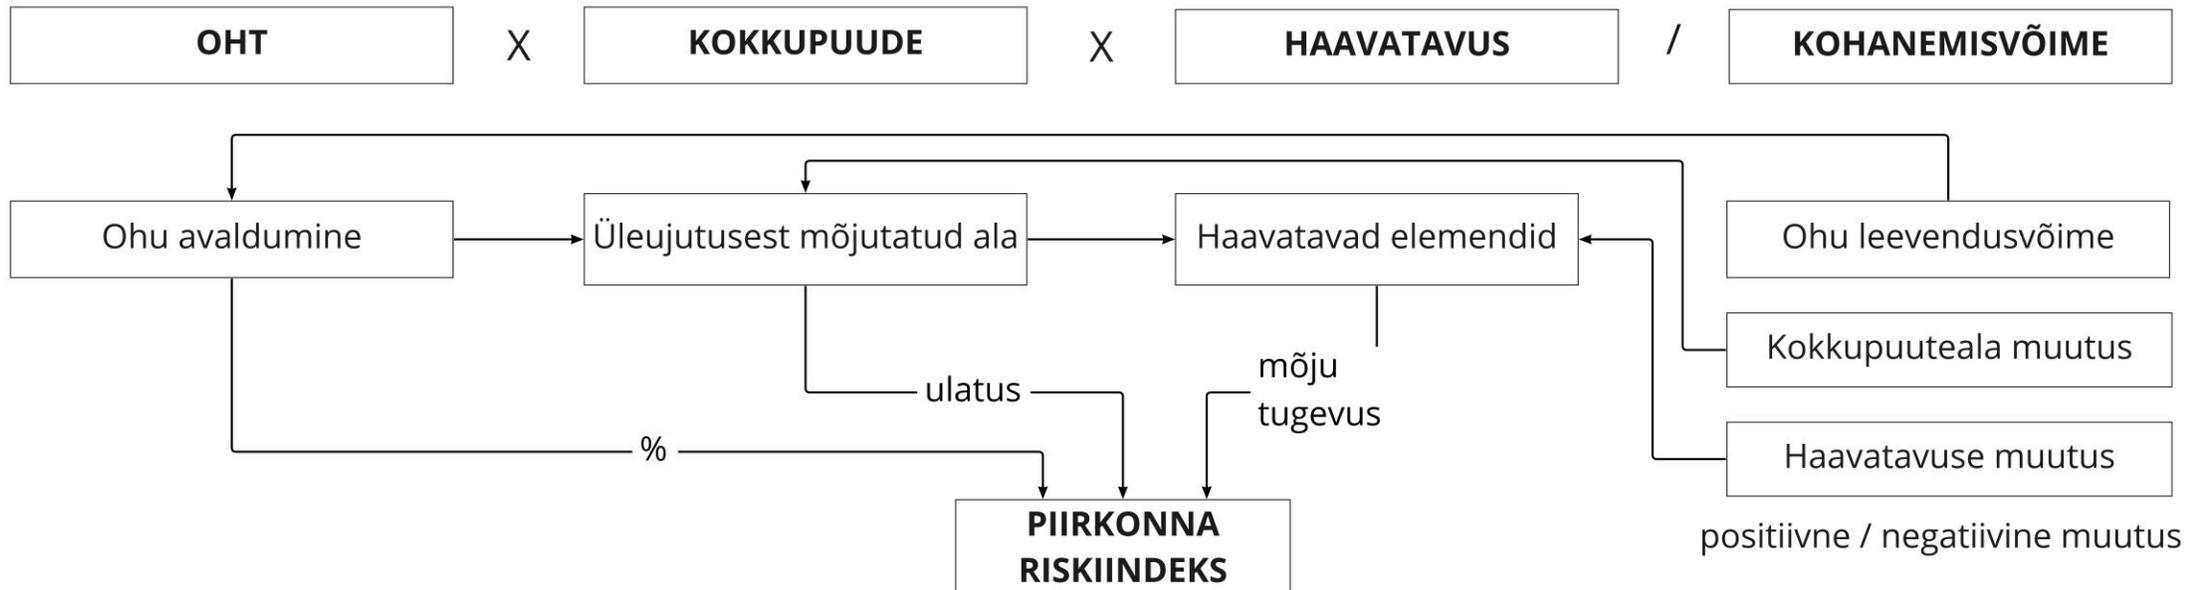 OHT X KOKKUPUUDE X HAAVATAVUS / KOHANEMISVÕIME
Ohu avaldumine
Üleujutusest mõjutatud ala
Haavatavad elemendid
Ohu leevendusvõime
Kokkupuuteala muutus
Haavatavuse muutus
positiivne / negatiivine muutus
mõju
tugevus
ulatus
%
PIIRKONNA
RISKIINDEKS